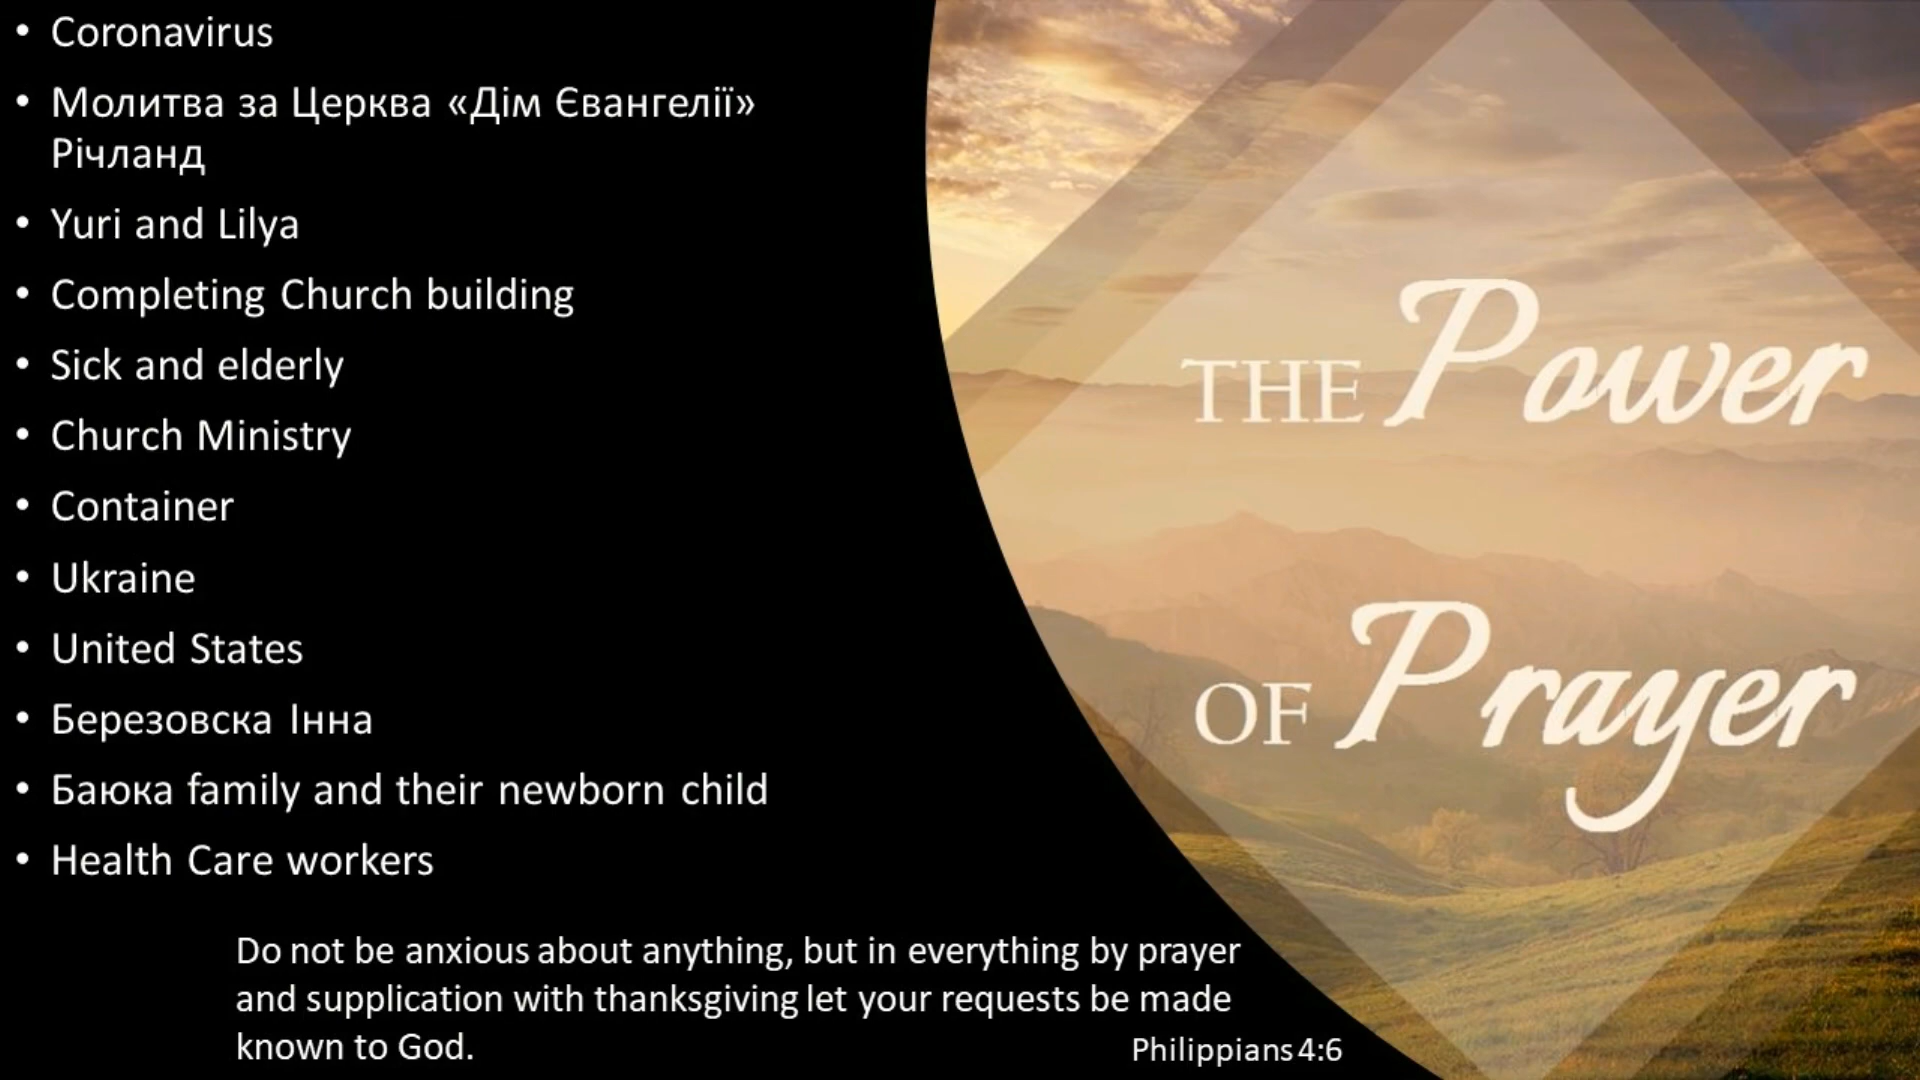 • Coronavirus
• Молитва за Церква «Дім Євангелії»
Річланд
• Yuri and Lilya
• Completing Church building
• Sick and elderly
• Church Ministry
• Container
• Ukraine
• United States
• Березовска Інна
• Баюка family and their newborn child
• Health Care workers
Do not be anxious about anything, but in everything by prayer
and supplication with thanksgiving let your requests be made
known to God.
Philippians 4:6
THE Power
OF Prayer